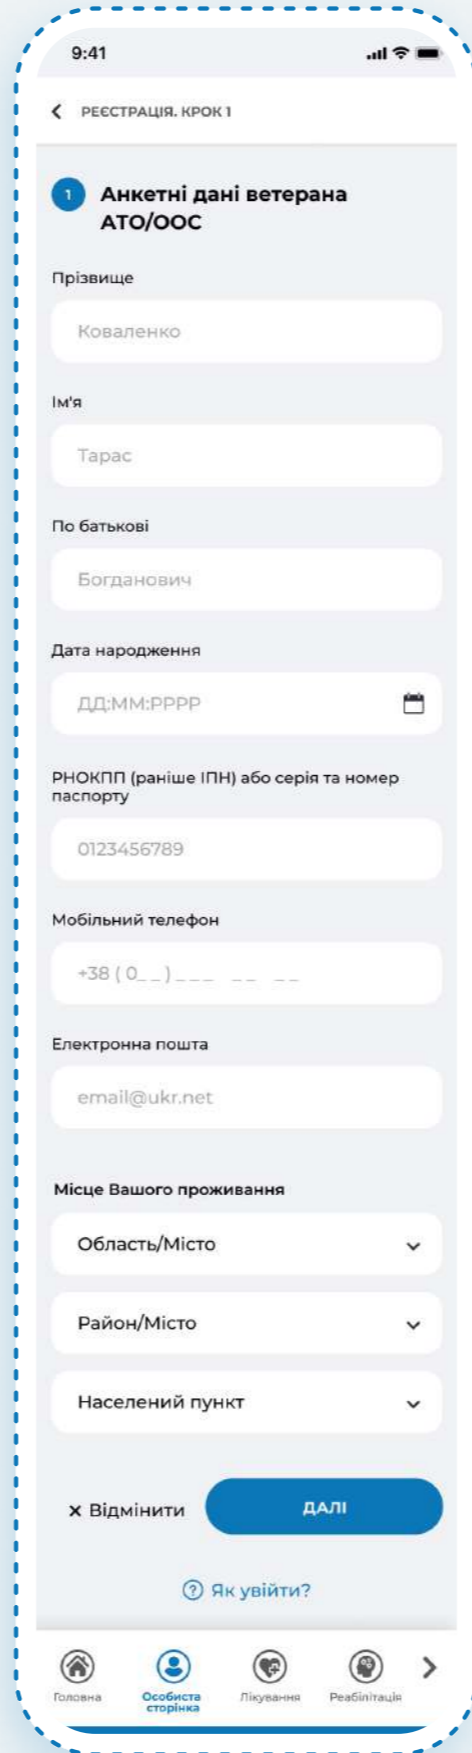 9:41
РЕЄСТРАЦІЯ. КРОК 1
1
Анкетні дані ветерана
АТО/ООС
Прізвище
Коваленко
Ім'я
Тарас
По батькові
Богданович
Дата народження
ДД:ММ:РРРР
РНОКПП (раніше ІПН) або серія та номер
паспорту
0123456789
Мобільний телефон
+38 ( 0_ _ ) _ _ _ _ _ _ _
Електронна пошта
email@ukr.net
Місце Вашого проживання
Область/Місто
Район/Місто
Населений пункт
× Відмінити
ДАЛІ
? Як увійти?
Головна
Особиста
сторінка
Лікування
Реабілітація